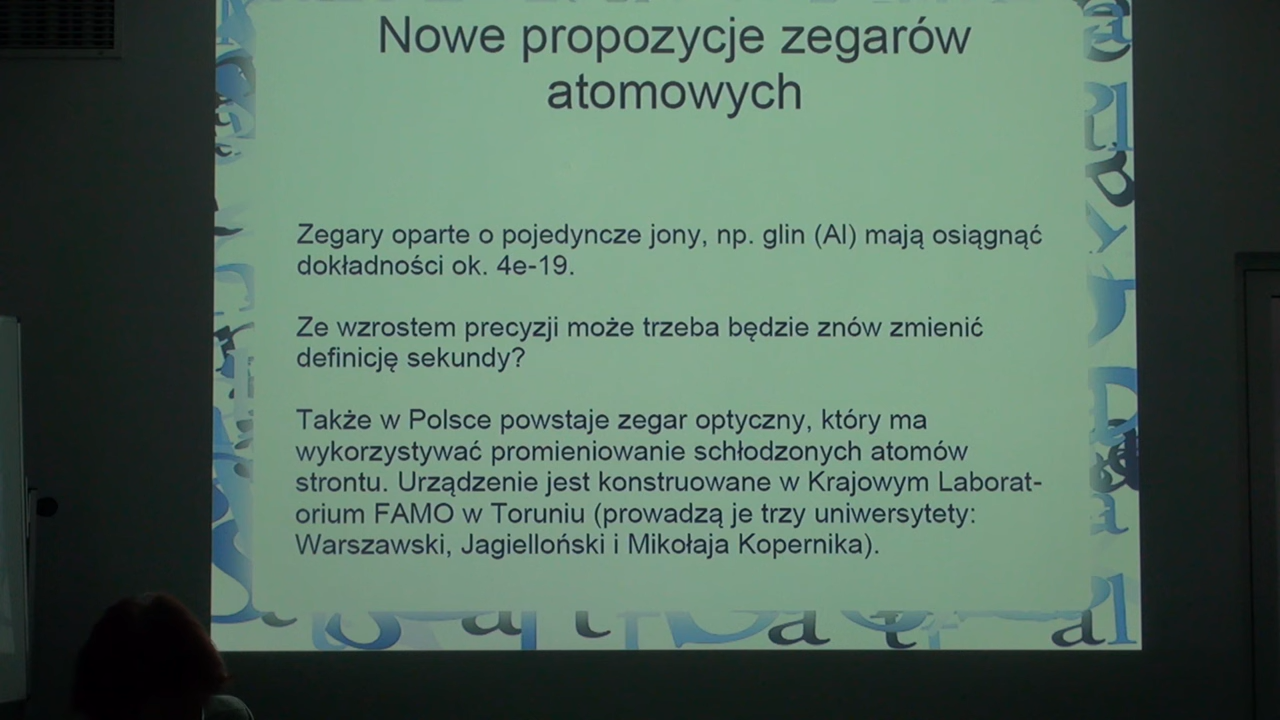 Nowe propozycje zegarów
atomowych
Zegary oparte o pojedyncze jony, np. glin (Al) mają osiągnąć
dokładności ok. 4e-19.
Ze wzrostem precyzji może trzeba będzie znów zmienić
definicję sekundy?
Także w Polsce powstaje zegar optyczny, który ma
wykorzystywać promieniowanie schłodzonych atomów
strontu. Urządzenie jest konstruowane w Krajowym Laborat-
orium FAMO w Toruniu (prowadzą je trzy uniwersytety:
Warszawski, Jagielloński i Mikołaja Kopernika).